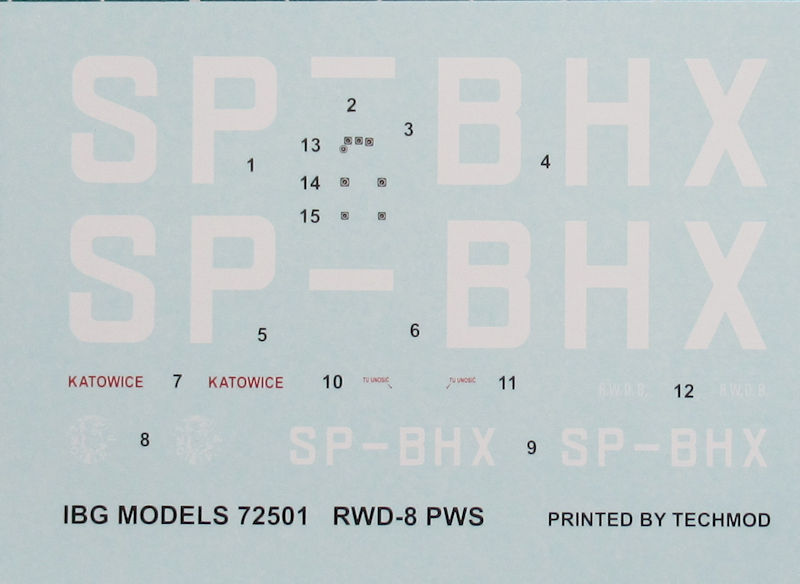 SP-BHX
2
3
13
1
4
14
15
SP-BHX
5
6
KATOWICE 7 KATOWICE 10 TU UNOSIĆ TU UNOSIĆ 11 R.W.D. 8. 12 R.W.D. 8.
8 SP-BHX 9 SP-BHX
IBG MODELS 72501 RWD-8 PWS PRINTED BY TECHMOD